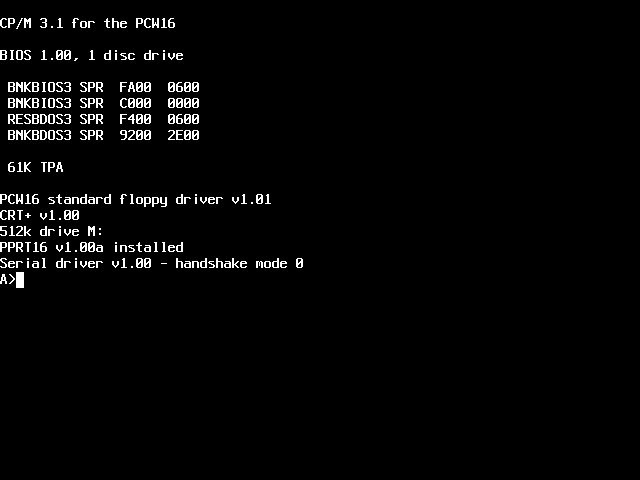 CP/M 3.1 for the PCW16
BIOS 1.00, 1 disc drive
BNKBIOS3 SPR  FA00  0600
BNKBIOS3 SPR  C000  0000
RESBDOS3 SPR  F400  0600
BNKBDOS3 SPR  9200  2E00
61K TPA
PCW16 standard floppy driver v1.01
CRT+ v1.00
512k drive M:
PPRT16 v1.00a installed
Serial driver v1.00 - handshake mode 0
A>